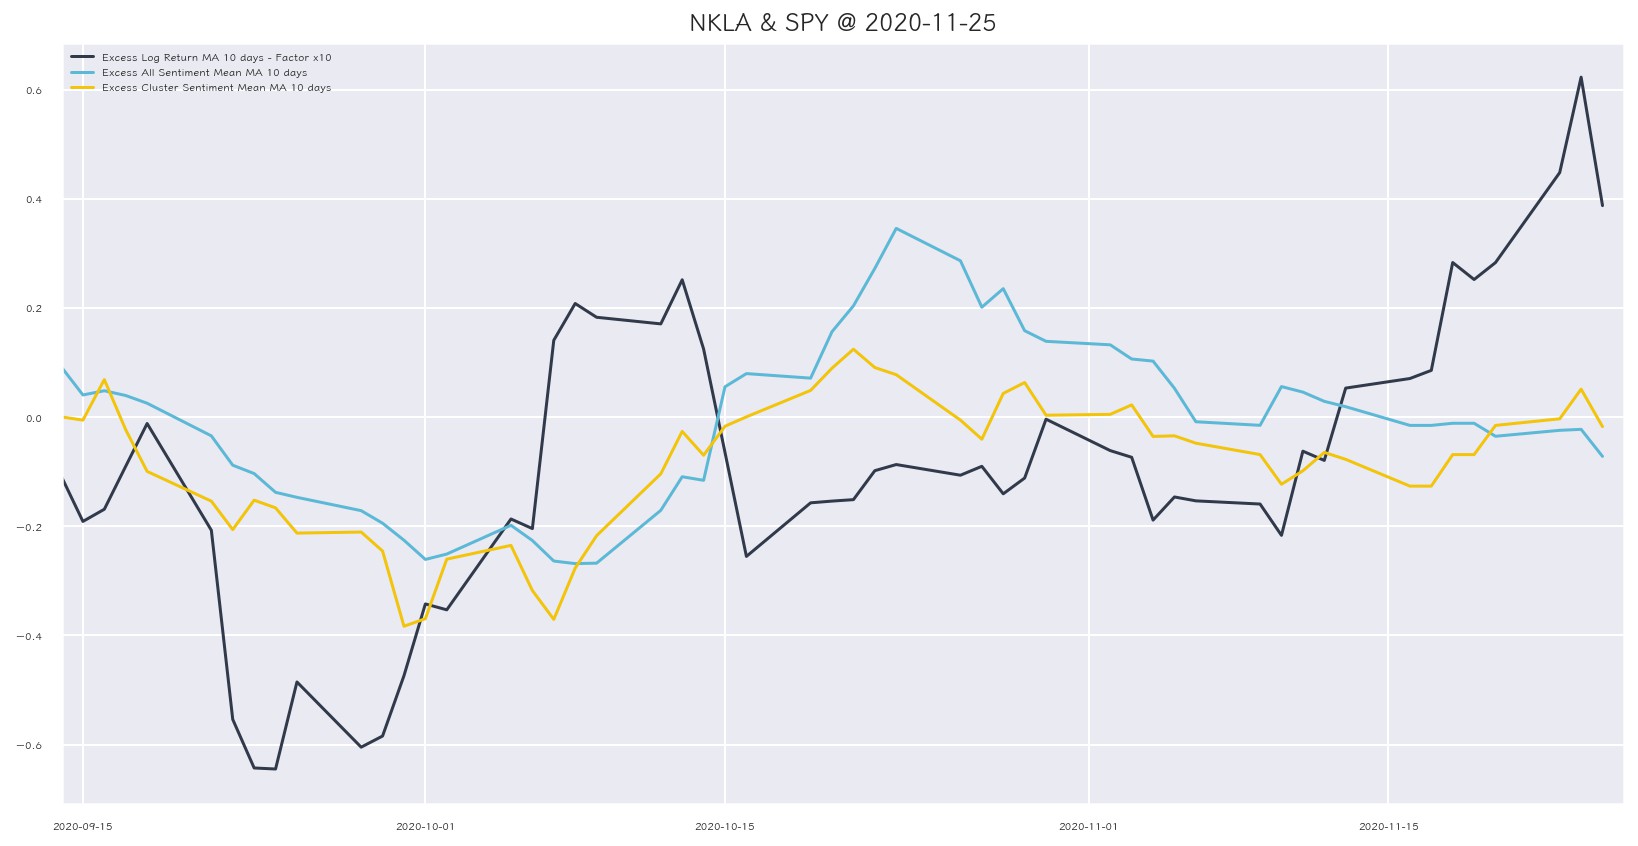 NKLA & SPY @ 2020-11-25
Excess Log Return MA 10 days - Factor x10
Excess All Sentiment Mean MA 10 days
Excess Cluster Sentiment Mean MA 10 days
0.6
0.4
0.2
0.0
−0.2
−0.4
−0.6
2020-09-15 2020-10-01 2020-10-15 2020-11-01 2020-11-15